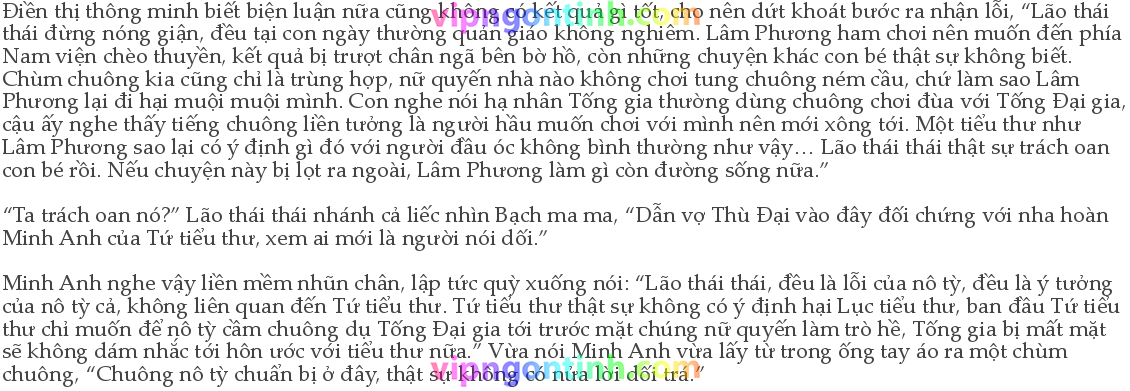 Điền thị thông minh biết biện luận nữa cũng không có kết quả gì tốt, cho nên dứt khoát bước ra nhận lỗi, “Lão thái
thái đừng nóng giận, đều tại con ngày thường quản giáo không nghiêm. Lâm Phương ham chơi nên muốn đến phía
Nam viện chèo thuyền, kết quả bị trượt chân ngã bên bờ hồ, còn những chuyện khác con bé thật sự không biết.
Chùm chuông kia cũng chỉ là trùng hợp, nữ quyến nhà nào không chơi tung chuông ném cầu, chứ làm sao Lâm
Phương lại đi hại muội muội mình. Con nghe nói hạ nhân Tống gia thường dùng chuông chơi đùa với Tống Đại gia,
cậu ấy nghe thấy tiếng chuông liền tưởng là người hầu muốn chơi với mình nên mới xông tới. Một tiểu thư như
Lâm Phương sao lại có ý định gì đó với người đầu óc không bình thường như vậy… Lão thái thái thật sự trách oan
con bé rồi. Nếu chuyện này bị lọt ra ngoài, Lâm Phương làm gì còn đường sống nữa.”
“Ta trách oan nó?” Lão thái thái nhánh cả liếc nhìn Bạch ma ma, “Dẫn vợ Thù Đại vào đây đối chứng với nha hoàn
Minh Anh của Tứ tiểu thư, xem ai mới là người nói dối.”
Minh Anh nghe vậy liền mềm nhũn chân, lập tức quỳ xuống nói: “Lão thái thái, đều là lỗi của nô tỳ, đều là ý tưởng
của nô tỳ cả, không liên quan đến Tứ tiểu thư. Tứ tiểu thư thật sự không có ý định hại Lục tiểu thư, ban đầu Tứ tiểu
thư chỉ muốn để nô tỳ cầm chuông dụ Tống Đại gia tới trước mặt chúng nữ quyến làm trò hề, Tống gia bị mất mặt
sẽ không dám nhắc tới hôn ước với tiểu thư nữa.” Vừa nói Minh Anh vừa lấy từ trong ống tay áo ra một chùm
chuông, “Chuông nô tỳ chuẩn bị ở đây, thật sự không có nửa lời dối trá.”
vipngontinh.com
vipngontinh.com